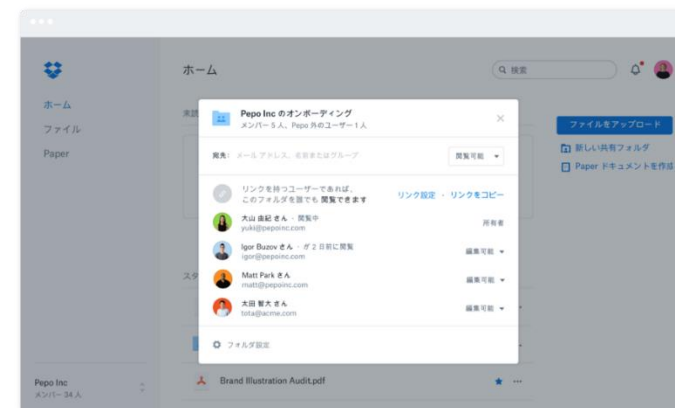 ホーム
ファイル
Paper
Pepo Inc
メンバー 34 人
ホーム
検索
未読
スタ
Pepo Inc のオンボーディング
メンバー 5 人、Pepo 外のユーザー 1 人
宛先： メール アドレス、名前またはグループ
閲覧可能
リンクを持つユーザーであれば、
このフォルダを誰でも 閲覧できます
リンク設定 ・ リンクをコピー
大山 由紀 さん ・ 閲覧中
yuki@pepoinc.com
所有者
Igor Buzov さん ・ が 2 日前に閲覧
igor@pepoinc.com
編集可能
Matt Park さん
matt@pepoinc.com
編集可能
太田 智大 さん
tota@acme.com
編集可能
フォルダ設定
Brand Illustration Audit.pdf
ファイルをアップロード
新しい共有フォルダ
Paper ドキュメントを作成